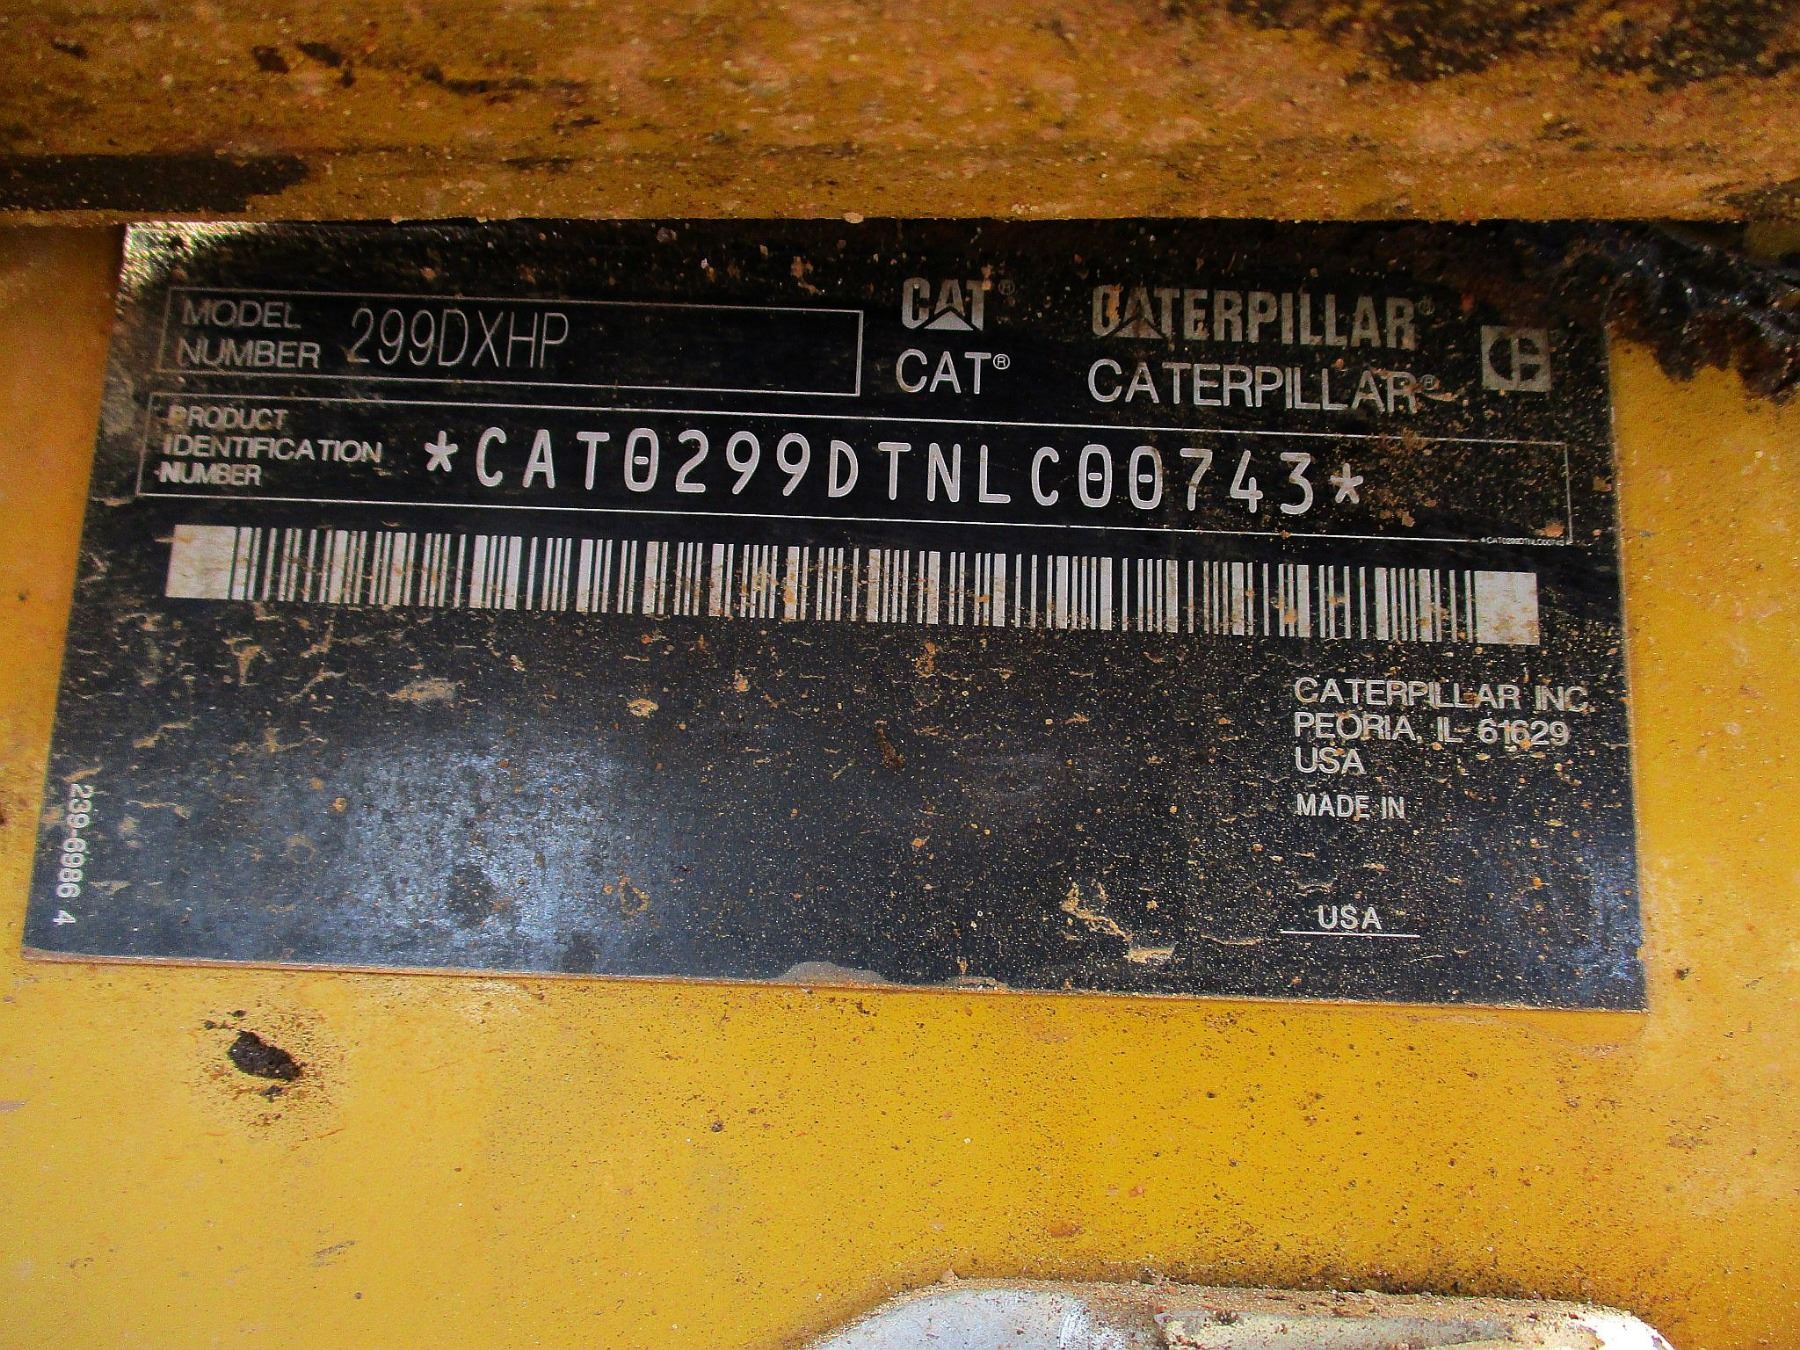 MODEL NUMBER 299DXHP
CAT® CATERPILLAR®
CAT® CATERPILLAR®
PRODUCT
IDENTIFICATION
NUMBER
*CAT0299DTNLC00743*
*CAT0299DTNLC00743*
CATERPILLAR INC.
PEORIA, IL 61629
USA
MADE IN
USA
239-6986 4